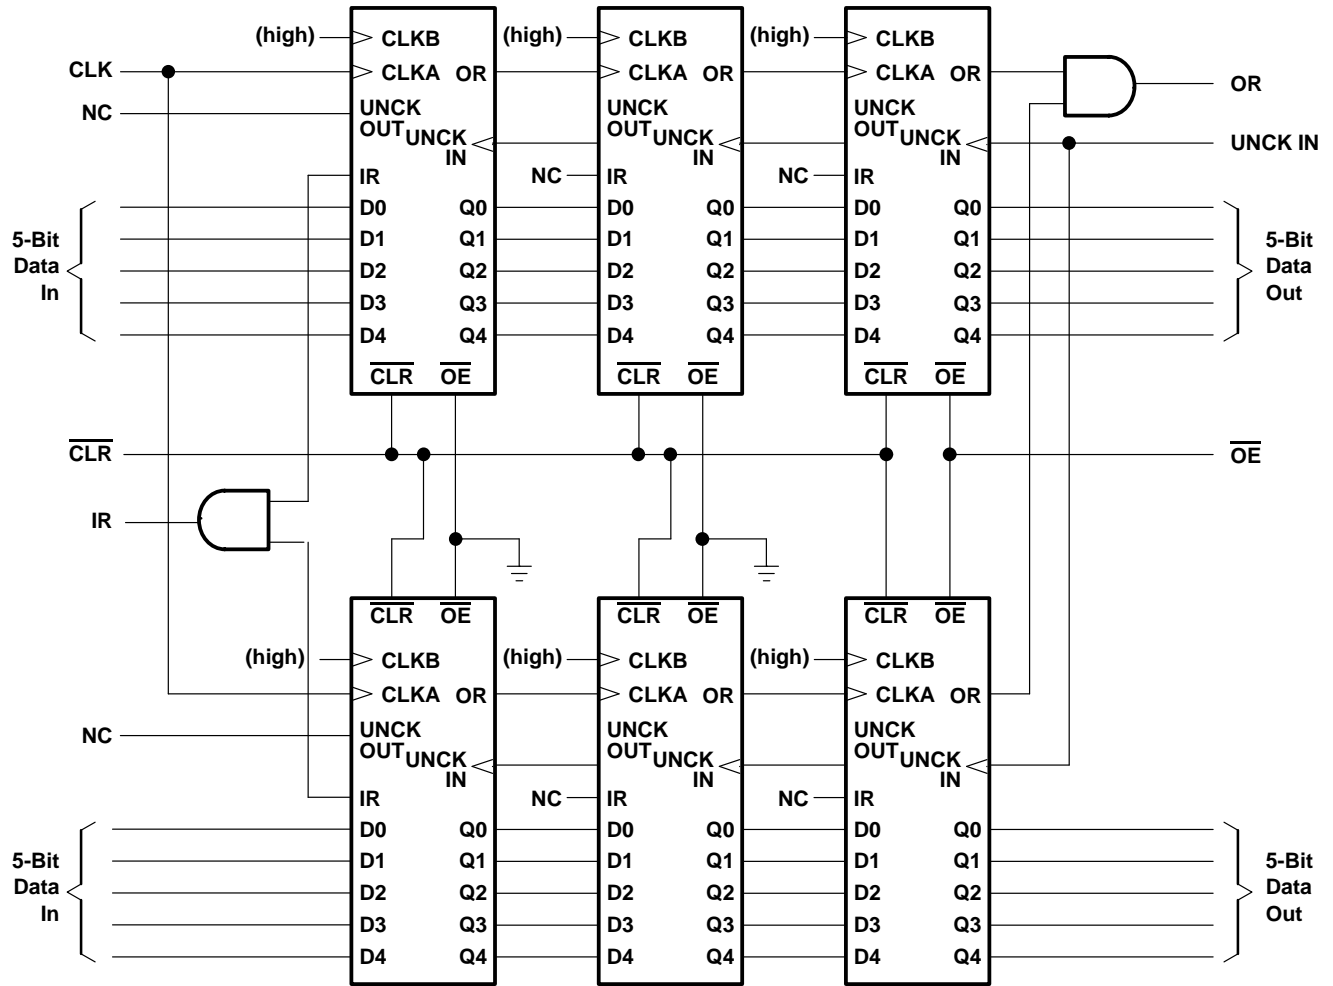 (high) CLKB (high) CLKB (high) CLKB
CLK CLKA OR CLKA OR CLKA OR OR
NC UNCK UNCK UNCK
OUT OUT OUT
UNCK UNCK UNCK UNCK IN
IN IN IN
IR NC IR NC IR
D0 Q0 D0 Q0 D0 Q0
D1 Q1 D1 Q1 D1 Q1
D2 Q2 D2 Q2 D2 Q2
D3 Q3 D3 Q3 D3 Q3
D4 Q4 D4 Q4 D4 Q4
5-Bit
Data
In
5-Bit
Data
Out
CLR OE CLR OE CLR OE
CLR OE
IR
CLR OE CLR OE CLR OE
(high) CLKB (high) CLKB (high) CLKB
CLKA OR CLKA OR CLKA OR
NC UNCK UNCK UNCK
OUT OUT OUT
UNCK UNCK UNCK
IN IN IN
IR NC IR NC IR
D0 Q0 D0 Q0 D0 Q0
D1 Q1 D1 Q1 D1 Q1
D2 Q2 D2 Q2 D2 Q2
D3 Q3 D3 Q3 D3 Q3
D4 Q4 D4 Q4 D4 Q4
5-Bit
Data
In
5-Bit
Data
Out